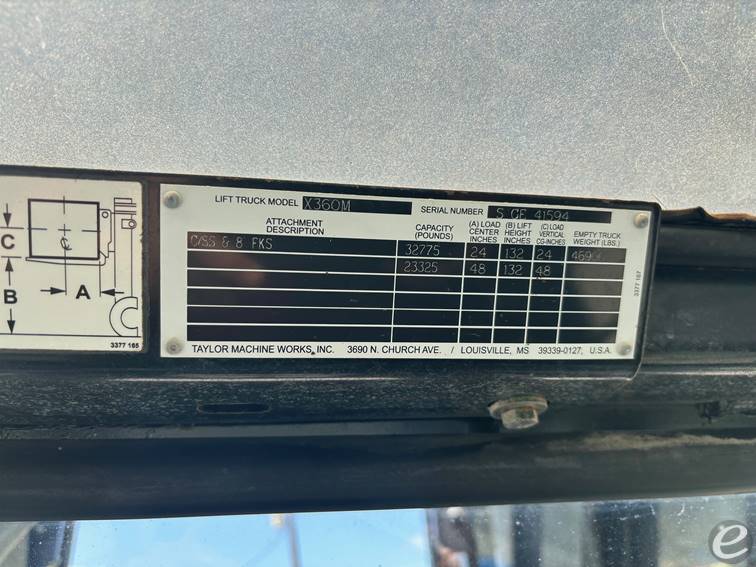 LIFT TRUCK MODEL X360M SERIAL NUMBER S CF 41594
ATTACHMENT DESCRIPTION CAPACITY (POUNDS) (A) LOAD CENTER INCHES (B) LIFT HEIGHT INCHES (C) LOAD VERTICAL CG-INCHES EMPTY TRUCK WEIGHT (LBS.)
C/SS & 8 FKS 32775 24 132 24
23325 48 132 48
TAYLOR MACHINE WORKS, INC. 3690 N. CHURCH AVE. / LOUISVILLE, MS 39339-0127, U.S.A.
3377 167
C
B
A
3377 165
e